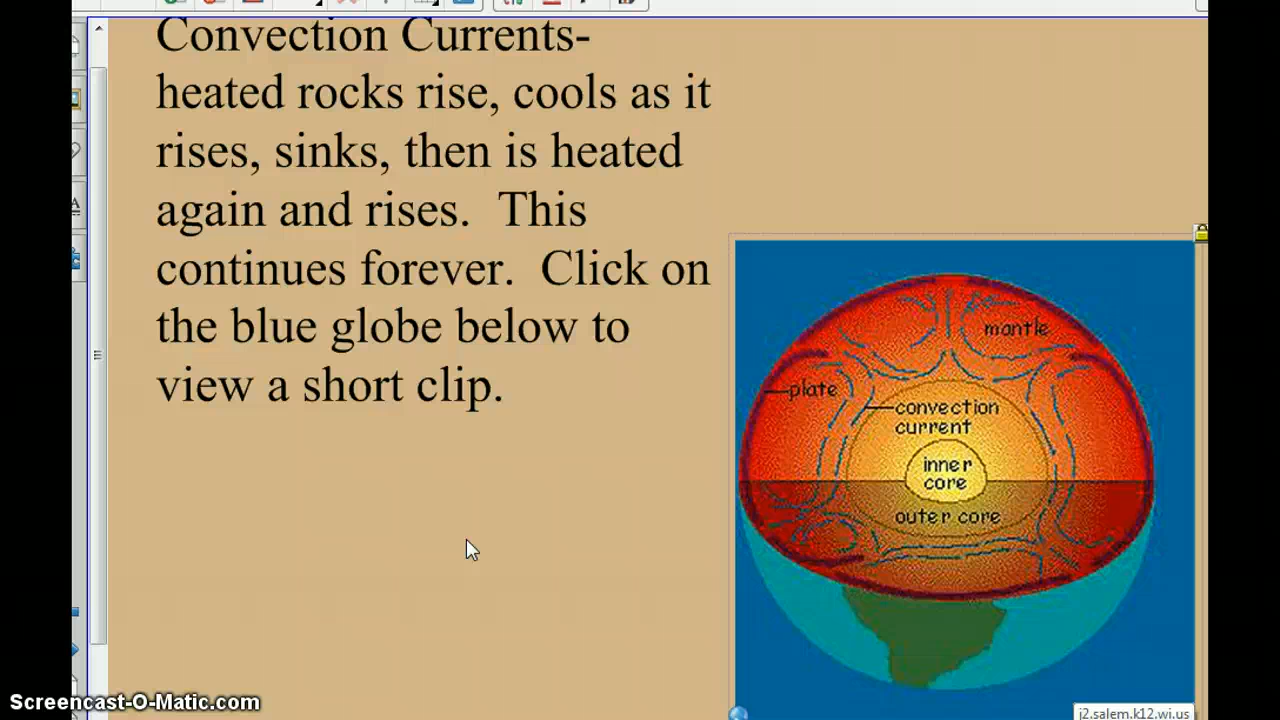 Convection Currents-
heated rocks rise, cools as it
rises, sinks, then is heated
again and rises.  This
continues forever.  Click on
the blue globe below to
view a short clip.
mantle
plate
convection
current
inner
core
outer core
Screencast-O-Matic.com
j2.salem.k12.wi.us